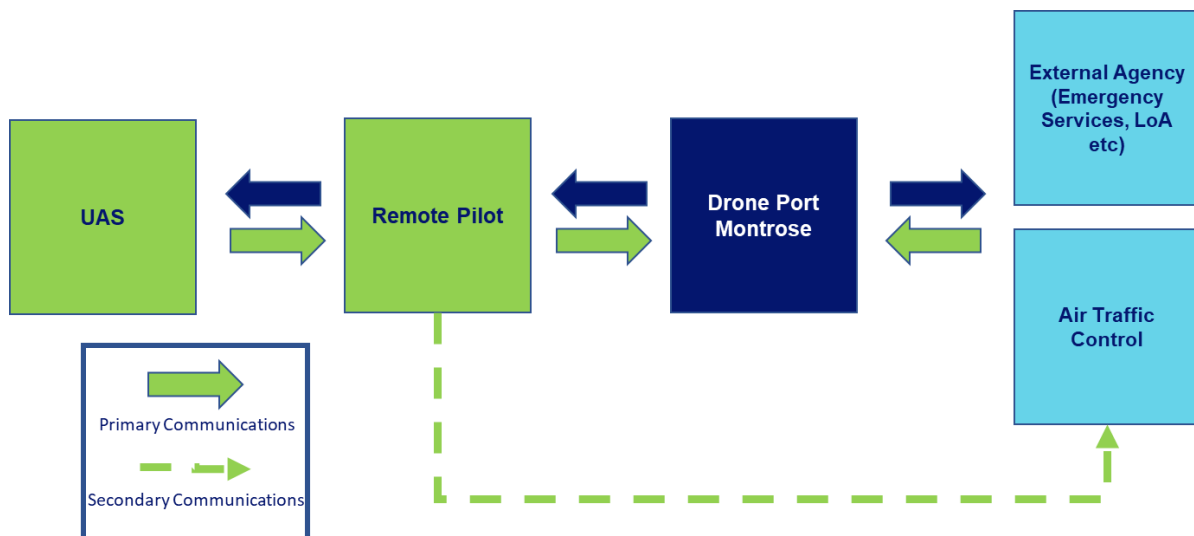 External Agency
(Emergency
Services, LoA
etc)
UAS
Remote Pilot
Drone Port
Montrose
Air Traffic
Control
Primary Communications
Secondary Communications